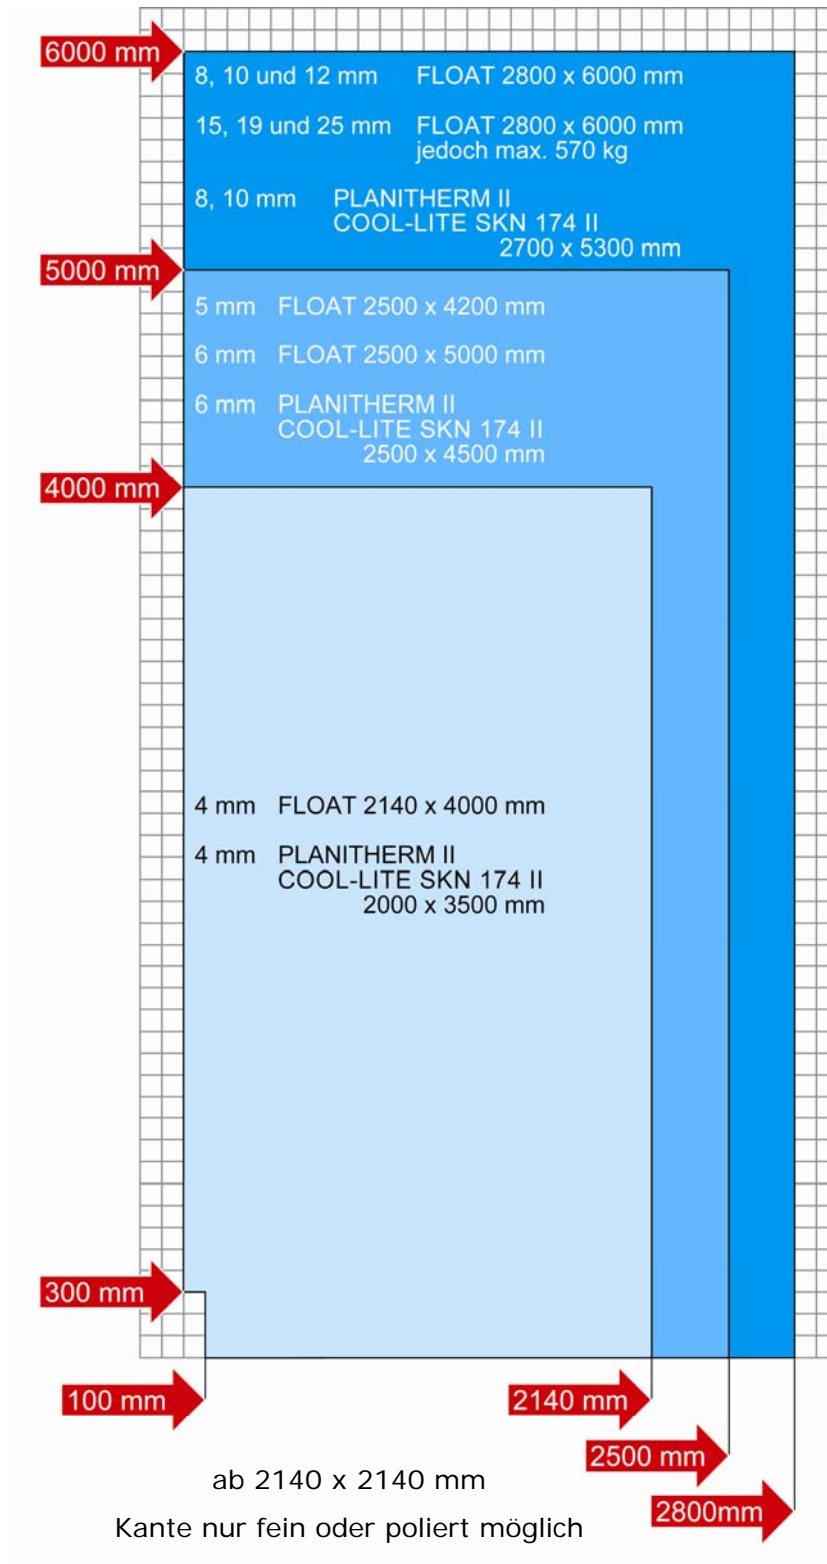 6000 mm
8, 10 und 12 mm FLOAT 2800 x 6000 mm
15, 19 und 25 mm FLOAT 2800 x 6000 mm
jedoch max. 570 kg
8, 10 mm PLANITHERM II
COOL-LITE SKN 174 II
2700 x 5300 mm
5000 mm
5 mm FLOAT 2500 x 4200 mm
6 mm FLOAT 2500 x 5000 mm
6 mm PLANITHERM II
COOL-LITE SKN 174 II
2500 x 4500 mm
4000 mm
4 mm FLOAT 2140 x 4000 mm
4 mm PLANITHERM II
COOL-LITE SKN 174 II
2000 x 3500 mm
300 mm
100 mm
2140 mm
2500 mm
2800mm
ab 2140 x 2140 mm
Kante nur fein oder poliert möglich